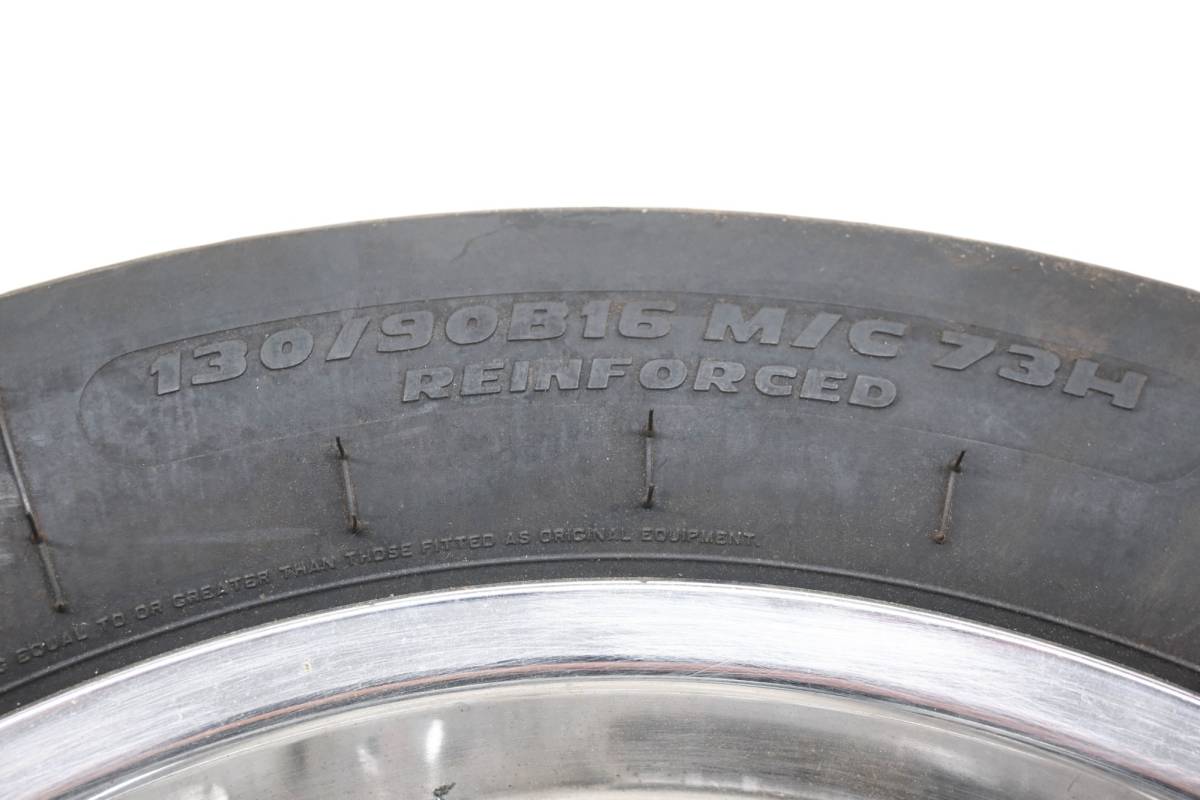 130/90B16 M/C 73H
REINFORCED
EQUAL TO OR GREATER THAN THOSE FITTED AS ORIGINAL EQUIPMENT.